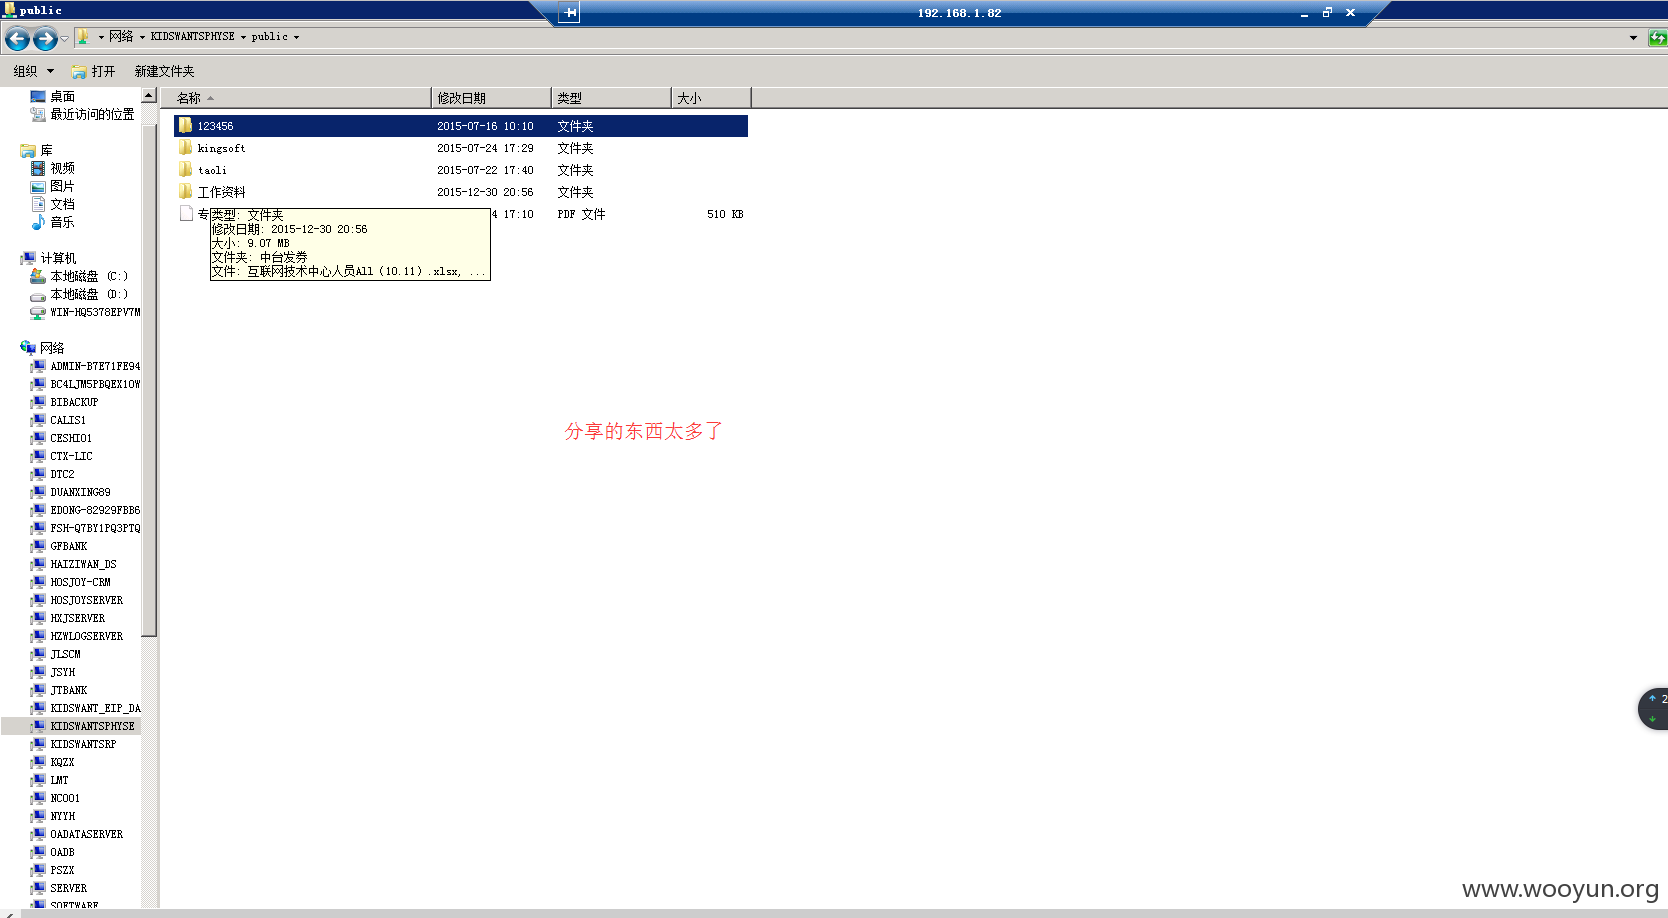 public
192.168.1.82
网络 KIDSWANTSPHYSE public
组织 打开 新建文件夹
名称 修改日期 类型 大小
桌面
最近访问的位置
库
视频
图片
文档
音乐
计算机
本地磁盘 (C:)
本地磁盘 (D:)
WIN-HQ5378EPV7M
网络
ADMIN-B7E71FE94
BC4LJM5PBQEX10W
BIBACKUP
CALIS1
CESHI01
CTX-LIC
DTC2
DUANXING89
EDONG-82929FBB6
FSH-Q7BY1PQ3PTQ
GFBANK
HAIZIWAN_DS
HOSJOY-CRM
HOSJOYSERVER
HXJSERVER
HZWLOGSERVER
JLSCM
JSYH
JTBANK
KIDSWANT_EIP_DA
KIDSWANTSPHYSE
KIDSWANTSRP
KQZX
LMT
NC001
NYYH
OADATASERVER
OADB
PSZX
SERVER
SOFTWARE
123456 2015-07-16 10:10 文件夹
kingsoft 2015-07-24 17:29 文件夹
taoli 2015-07-22 17:40 文件夹
工作资料 2015-12-30 20:56 文件夹
专 4 17:10 PDF 文件 510 KB
类型: 文件夹
修改日期: 2015-12-30 20:56
大小: 9.07 MB
文件夹: 中台发券
文件: 互联网技术中心人员All（10.11）.xlsx, ...
分享的东西太多了
2
www.wooyun.org